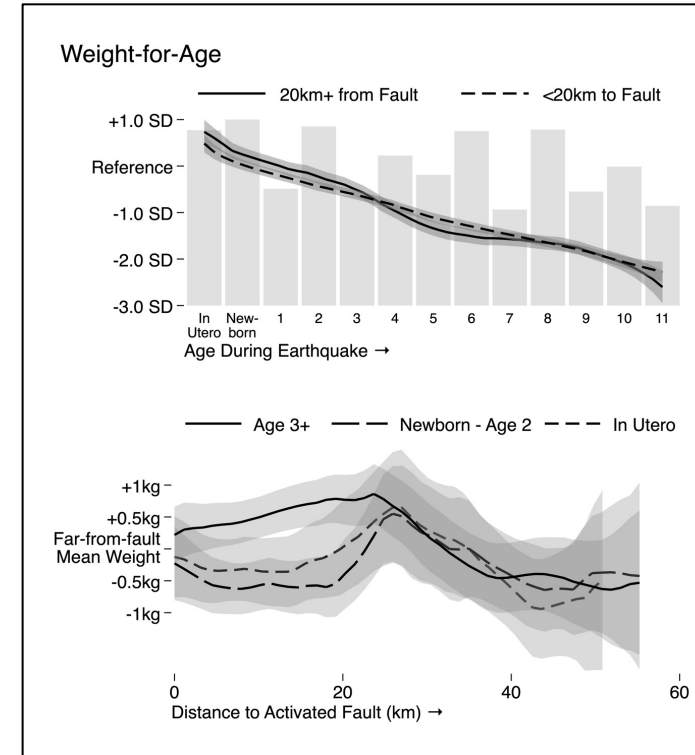 Weight-for-Age
20km+ from Fault <20km to Fault
+1.0 SD
Reference
-1.0 SD
-2.0 SD
-3.0 SD
In Utero New-born 1 2 3 4 5 6 7 8 9 10 11
Age During Earthquake →
Age 3+ Newborn - Age 2 In Utero
+1kg
+0.5kg
Far-from-fault
Mean Weight
-0.5kg
-1kg
0 20 40 60
Distance to Activated Fault (km) →